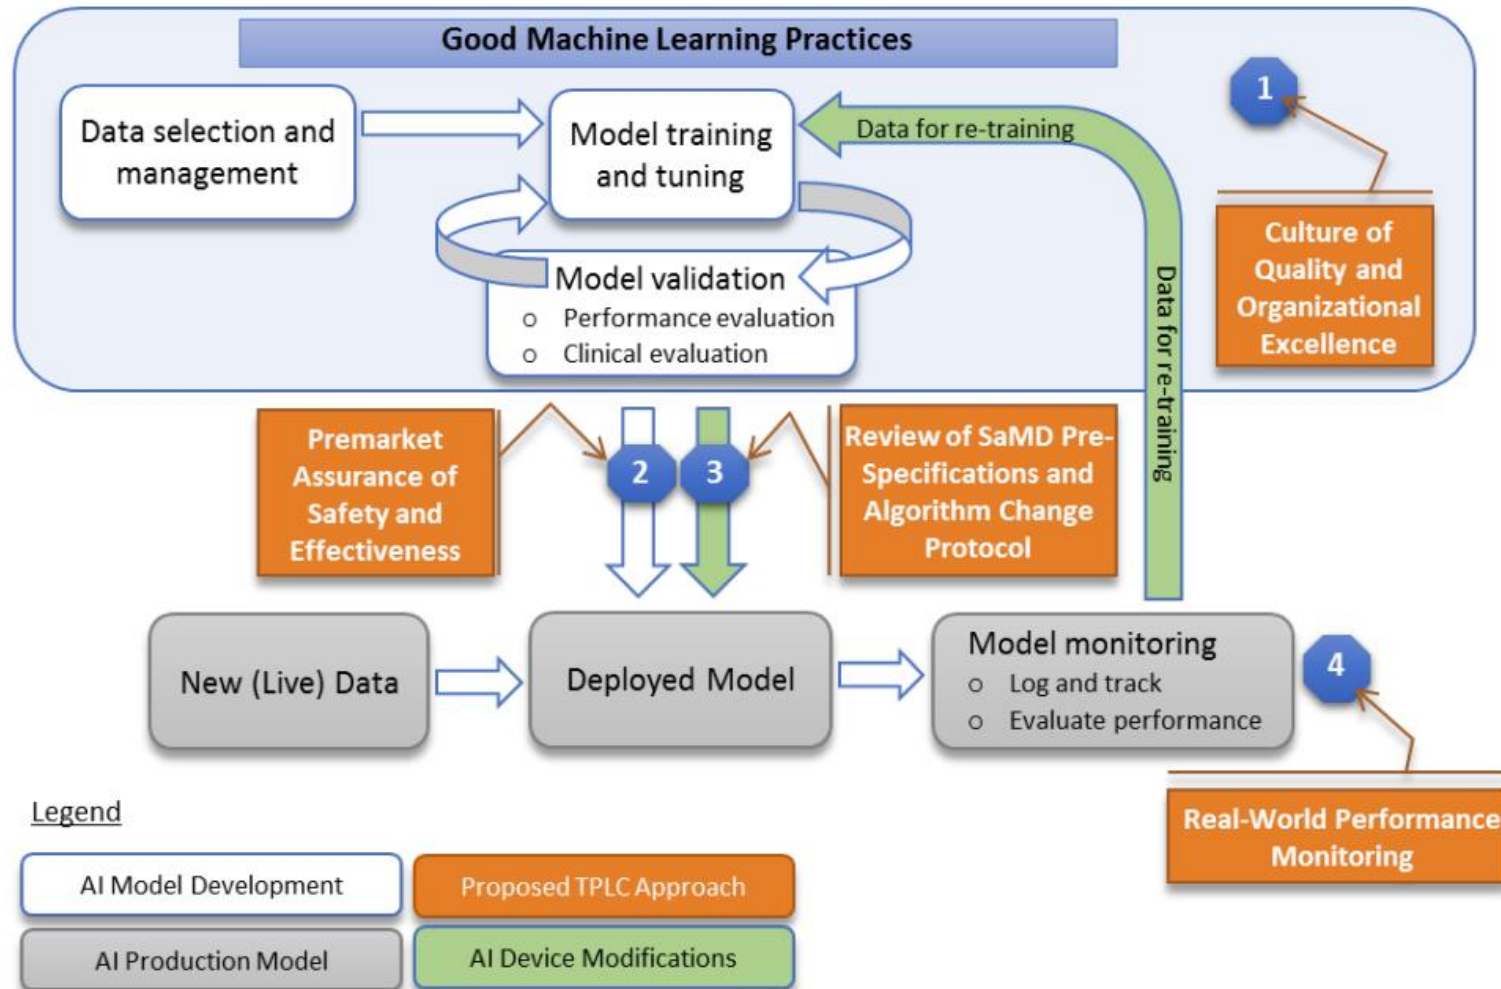 Good Machine Learning Practices
Data selection and
management
Model training
and tuning
Data for re-training
1
Culture of
Quality and
Organizational
Excellence
Model validation
o Performance evaluation
o Clinical evaluation
Data for re-training
Premarket
Assurance of
Safety and
Effectiveness
2
3
Review of SaMD Pre-
Specifications and
Algorithm Change
Protocol
New (Live) Data
Deployed Model
Model monitoring
o Log and track
o Evaluate performance
4
Real-World Performance
Monitoring
Legend
AI Model Development
Proposed TPLC Approach
AI Production Model
AI Device Modifications